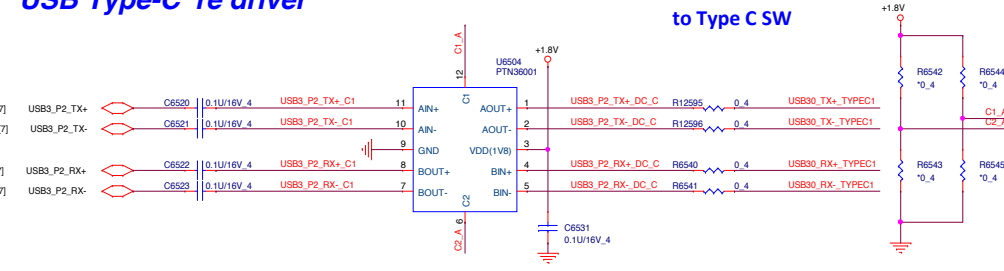 USB Type-C Te driver
to Type C SW
+1.8V
C1_A
+1.8V
U6504
PTN36001
12
C1
R6542
*0_4
R6544
*0_4
7]
USB3_P2_TX+
C6520
0.1U/16V_4
USB3_P2_TX+_C1
11
AIN+
AOUT+
1
USB3_P2_TX+_DC_C
R12595
0_4
USB30_TX+_TYPEC1
C1_A
7]
USB3_P2_TX-
C6521
0.1U/16V_4
USB3_P2_TX-_C1
10
AIN-
AOUT-
2
USB3_P2_TX-_DC_C
R12596
0_4
USB30_TX-_TYPEC1
C2_A
9
GND
VDD(1V8)
3
7]
USB3_P2_RX+
C6522
0.1U/16V_4
USB3_P2_RX+_C1
8
BOUT+
BIN+
4
USB3_P2_RX+_DC_C
R6540
0_4
USB30_RX+_TYPEC1
R6543
*0_4
R6545
*0_4
7]
USB3_P2_RX-
C6523
0.1U/16V_4
USB3_P2_RX-_C1
7
BOUT-
BIN-
5
USB3_P2_RX-_DC_C
R6541
0_4
USB30_RX-_TYPEC1
C2
6
C2_A
C6531
0.1U/16V_4